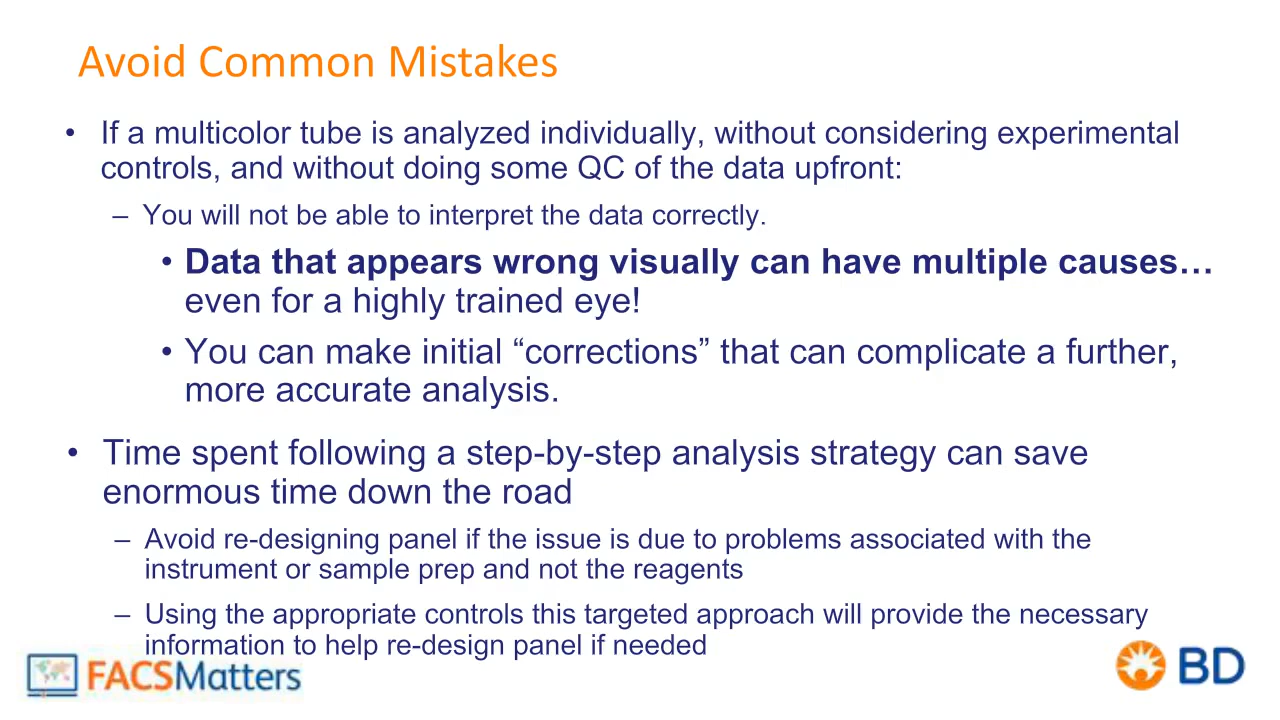 Avoid Common Mistakes
• If a multicolor tube is analyzed individually, without considering experimental
controls, and without doing some QC of the data upfront:
– You will not be able to interpret the data correctly.
• Data that appears wrong visually can have multiple causes…
even for a highly trained eye!
• You can make initial “corrections” that can complicate a further,
more accurate analysis.
• Time spent following a step-by-step analysis strategy can save
enormous time down the road
– Avoid re-designing panel if the issue is due to problems associated with the
instrument or sample prep and not the reagents
– Using the appropriate controls this targeted approach will provide the necessary
information to help re-design panel if needed
FACSMatters
BD